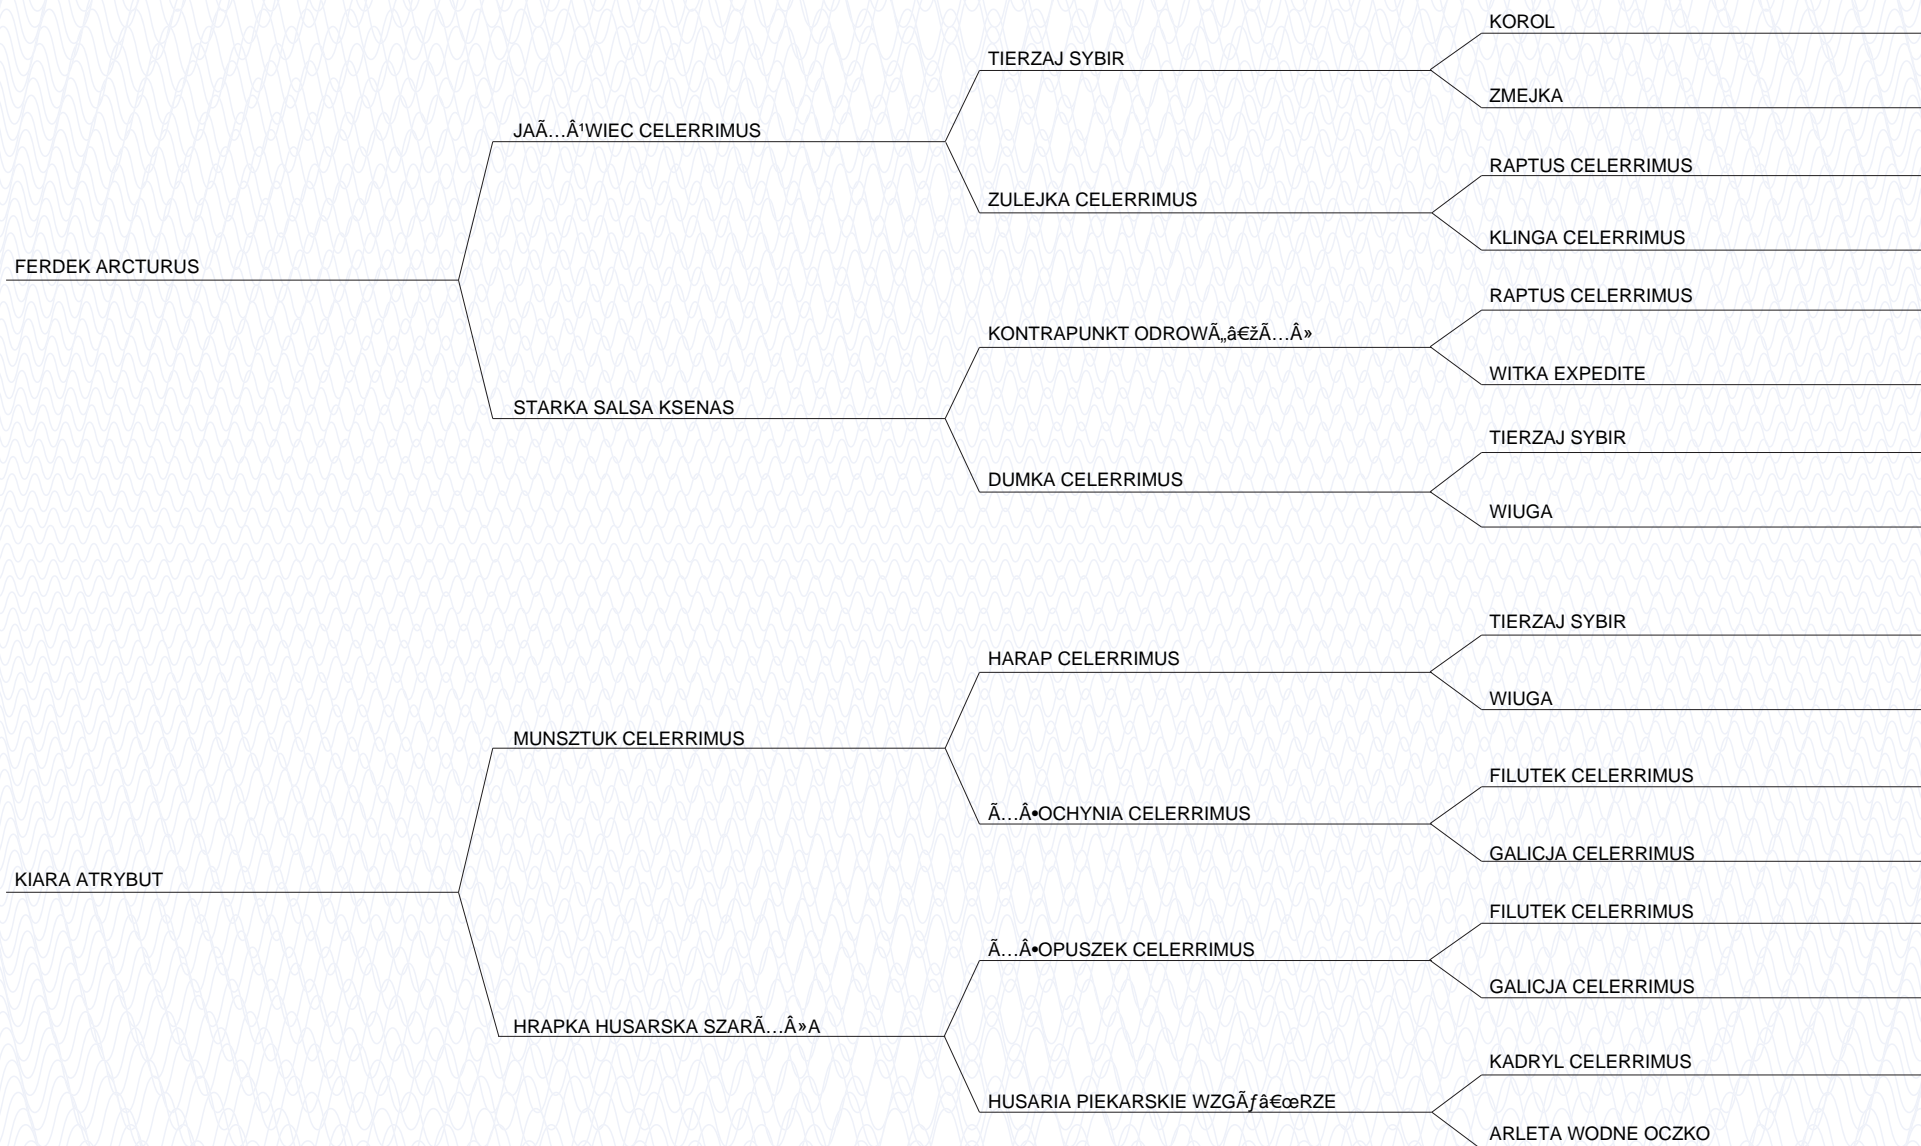 KOROL
TIERZAJ SYBIR
ZMEJKA
JAÃ…Â¹WIEC CELERRIMUS
RAPTUS CELERRIMUS
ZULEJKA CELERRIMUS
KLINGA CELERRIMUS
FERDEK ARCTURUS
RAPTUS CELERRIMUS
KONTRAPUNKT ODROWÃ„â€žÃ…Â»
WITKA EXPEDITE
STARKA SALSA KSENAS
TIERZAJ SYBIR
DUMKA CELERRIMUS
WIUGA
TIERZAJ SYBIR
HARAP CELERRIMUS
WIUGA
MUNSZTUK CELERRIMUS
FILUTEK CELERRIMUS
Ã…Â•OCHYNIA CELERRIMUS
GALICJA CELERRIMUS
KIARA ATRYBUT
FILUTEK CELERRIMUS
Ã…Â•OPUSZEK CELERRIMUS
GALICJA CELERRIMUS
HRAPKA HUSARSKA SZARÃ…Â»A
KADRYL CELERRIMUS
HUSARIA PIEKARSKIE WZGÃƒâ€œRZE
ARLETA WODNE OCZKO